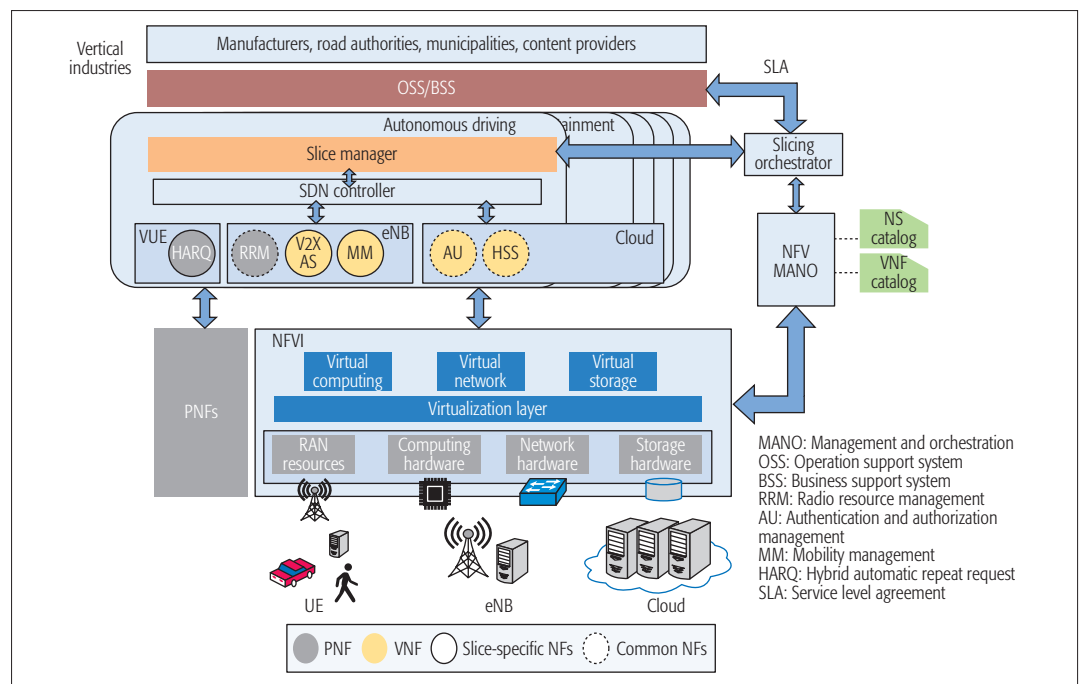 Vertical
industries
Manufacturers, road authorities, municipalities, content providers
OSS/BSS
SLA
Autonomous driving
ainment
Slice manager
Slicing
orchestrator
SDN controller
VUE
HARQ
RRM
V2X
AS
MM
eNB
AU
HSS
Cloud
NFV
MANO
NS
catalog
VNF
catalog
PNFs
NFVI
Virtual
computing
Virtual
network
Virtual
storage
Virtualization layer
RAN
resources
Computing
hardware
Network
hardware
Storage
hardware
UE
eNB
Cloud
MANO: Management and orchestration
OSS: Operation support system
BSS: Business support system
RRM: Radio resource management
AU: Authentication and authorization
management
MM: Mobility management
HARQ: Hybrid automatic repeat request
SLA: Service level agreement
PNF
VNF
Slice-specific NFs
Common NFs